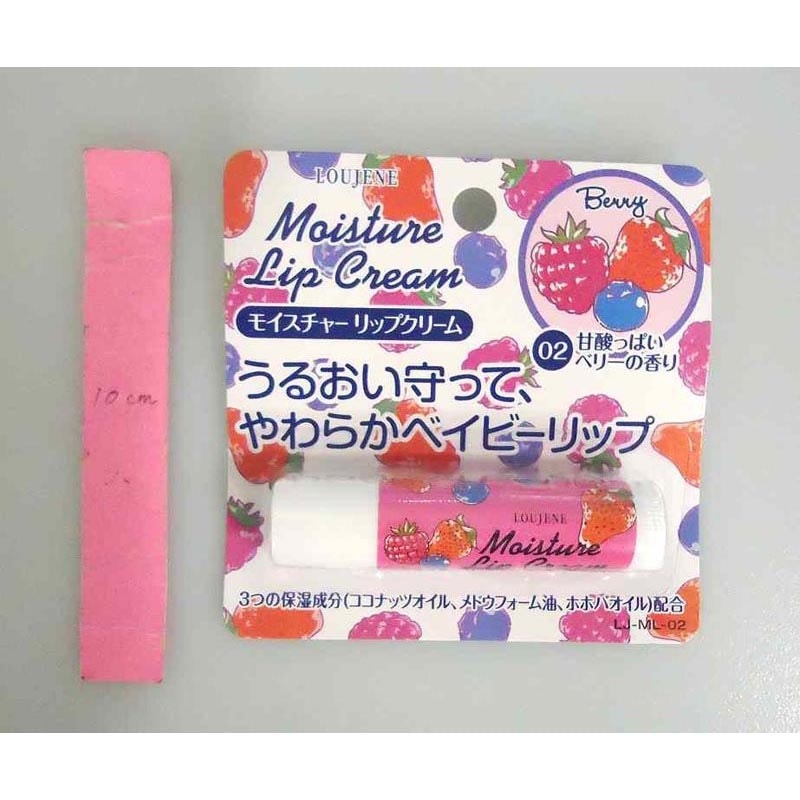 10 cm
LOUJENE
Moisture
Lip Cream
モイスチャー リップクリーム
Berry
02 甘酸っぱい
ベリーの香り
うるおい守って、
やわらかベイビーリップ
LOUJENE
Moisture
Lip Cream
3つの保湿成分(ココナッツオイル、メドウフォーム油、ホホバオイル)配合
LJ-ML-02